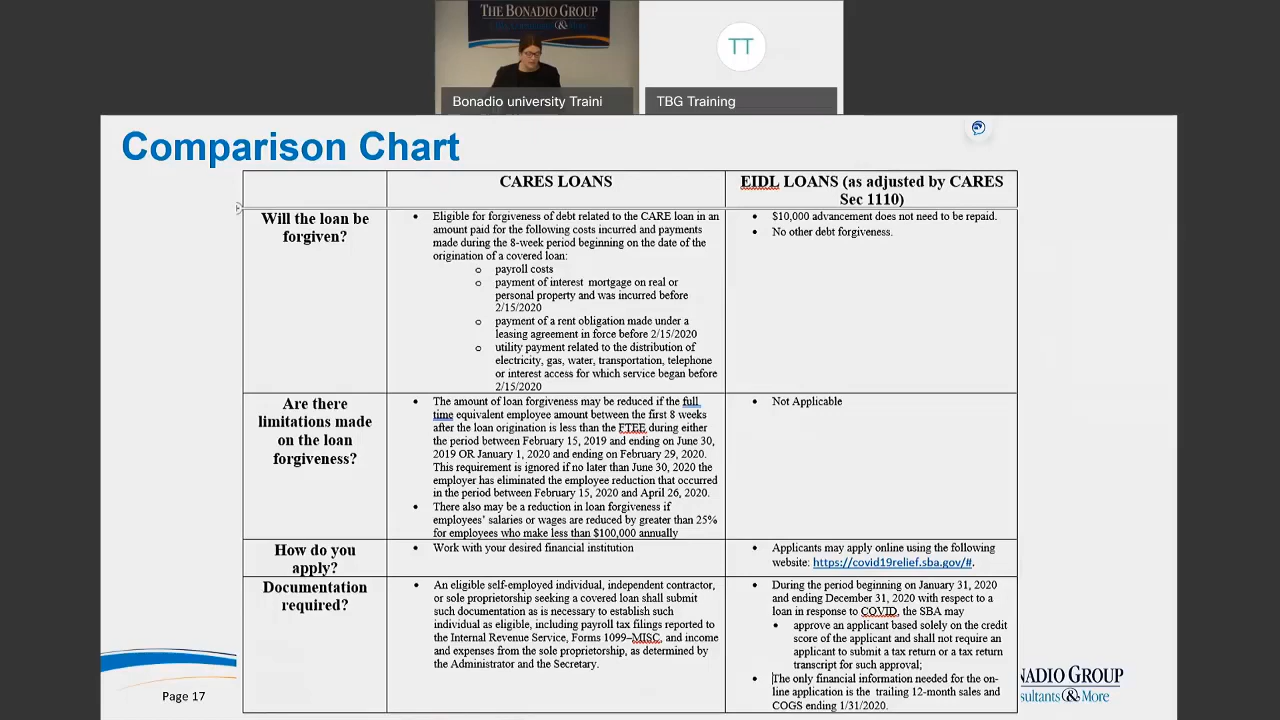 THE BONADIO GROUP
Bonadio university Traini
TT
TBG Training
Comparison Chart
CARES LOANS
EIDL LOANS (as adjusted by CARES
Sec 1110)
Will the loan be
forgiven?
• Eligible for forgiveness of debt related to the CARE loan in an
amount paid for the following costs incurred and payments
made during the 8-week period beginning on the date of the
origination of a covered loan:
o payroll costs
o payment of interest mortgage on real or
personal property and was incurred before
2/15/2020
o payment of a rent obligation made under a
leasing agreement in force before 2/15/2020
o utility payment related to the distribution of
electricity, gas, water, transportation, telephone
or interest access for which service began before
2/15/2020
• $10,000 advancement does not need to be repaid.
• No other debt forgiveness.
Are there
limitations made
on the loan
forgiveness?
• The amount of loan forgiveness may be reduced if the full
time equivalent employee amount between the first 8 weeks
after the loan origination is less than the FTEE during either
the period between February 15, 2019 and ending on June 30,
2019 OR January 1, 2020 and ending on February 29, 2020.
This requirement is ignored if no later than June 30, 2020 the
employer has eliminated the employee reduction that occurred
in the period between February 15, 2020 and April 26, 2020.
• There also may be a reduction in loan forgiveness if
employees' salaries or wages are reduced by greater than 25%
for employees who make less than $100,000 annually
• Not Applicable
How do you
apply?
• Work with your desired financial institution
• Applicants may apply online using the following
website: https://covid19relief.sba.gov/#.
Documentation
required?
• An eligible self-employed individual, independent contractor,
or sole proprietorship seeking a covered loan shall submit
such documentation as is necessary to establish such
individual as eligible, including payroll tax filings reported to
the Internal Revenue Service, Forms 1099–MISC, and income
and expenses from the sole proprietorship, as determined by
the Administrator and the Secretary.
• During the period beginning on January 31, 2020
and ending December 31, 2020 with respect to a
loan in response to COVID, the SBA may
• approve an applicant based solely on the credit
score of the applicant and shall not require an
applicant to submit a tax return or a tax return
transcript for such approval;
• The only financial information needed for the on-
line application is the trailing 12-month sales and
COGS ending 1/31/2020.
Page 17
NADIO GROUP
sultants & More